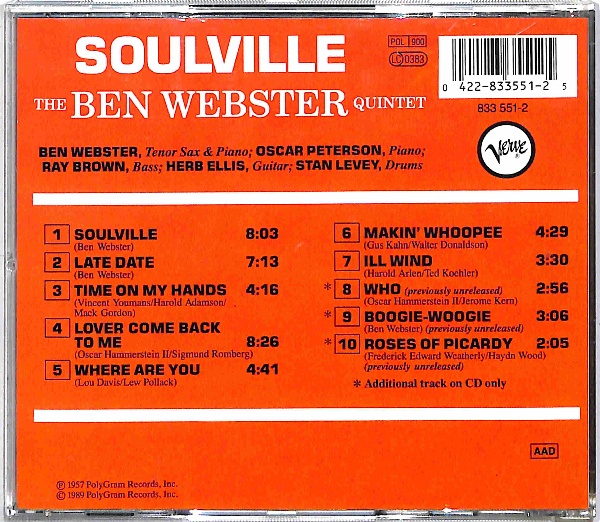 SOULVILLE
THE BEN WEBSTER QUINTET
POL 900
LC 0383
0 422-833551-2 5
833 551-2
Verve
BEN WEBSTER, Tenor Sax & Piano; OSCAR PETERSON, Piano;
RAY BROWN, Bass; HERB ELLIS, Guitar; STAN LEVEY, Drums
1 SOULVILLE 8:03
(Ben Webster)
2 LATE DATE 7:13
(Ben Webster)
3 TIME ON MY HANDS 4:16
(Vincent Youmans/Harold Adamson/
Mack Gordon)
4 LOVER COME BACK
TO ME 8:26
(Oscar Hammerstein II/Sigmund Romberg)
5 WHERE ARE YOU 4:41
(Lou Davis/Lew Pollack)
6 MAKIN' WHOOPEE 4:29
(Gus Kahn/Walter Donaldson)
7 ILL WIND 3:30
(Harold Arlen/Ted Koehler)
* 8 WHO (previously unreleased) 2:56
(Oscar Hammerstein II/Jerome Kern)
* 9 BOOGIE-WOOGIE 3:06
(Ben Webster) (previously unreleased)
* 10 ROSES OF PICARDY 2:05
(Frederick Edward Weatherly/Haydn Wood)
(previously unreleased)
* Additional track on CD only
AAD
℗ 1957 PolyGram Records, Inc.
© 1989 PolyGram Records, Inc.